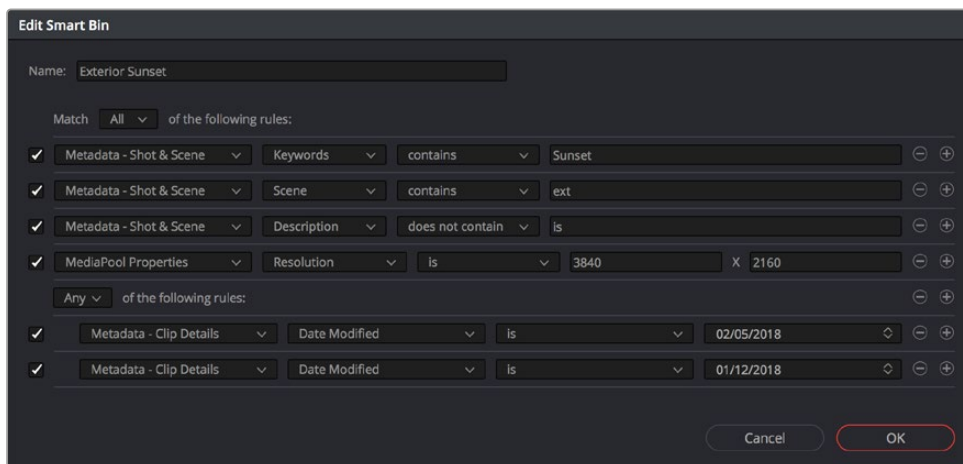 Edit Smart Bin
Name: Exterior Sunset
Match All of the following rules:
Metadata - Shot & Scene Keywords contains Sunset
Metadata - Shot & Scene Scene contains ext
Metadata - Shot & Scene Description does not contain is
MediaPool Properties Resolution is 3840 X 2160
Any of the following rules:
Metadata - Clip Details Date Modified is 02/05/2018
Metadata - Clip Details Date Modified is 01/12/2018
Cancel OK